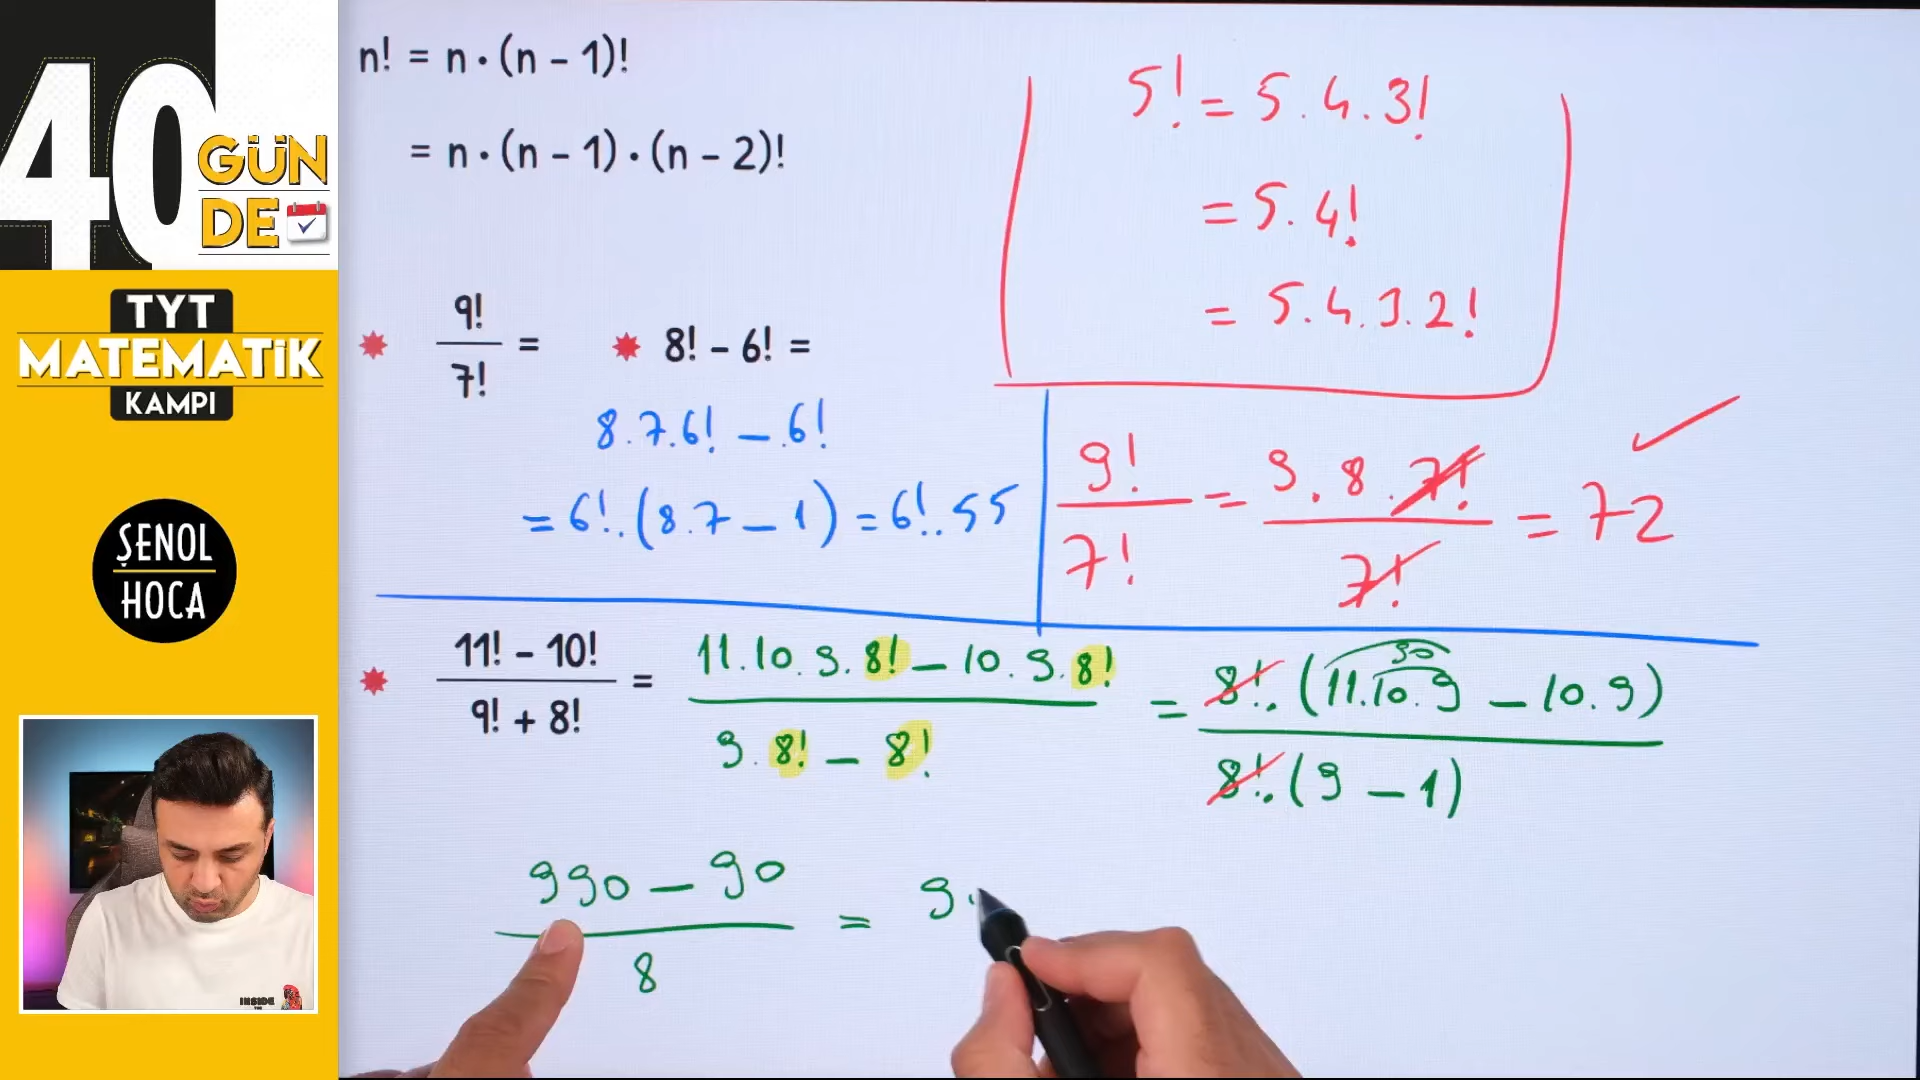 40
GÜN
DE
TYT
MATEMATİK
KAMPI
ŞENOL
HOCA
INSIDE
n! = n · (n - 1)!
= n · (n - 1) · (n - 2)!
5! = 5 . 4 . 3!
= 5 . 4!
= 5 . 4 . 3 . 2!
9! / 7! =
8! - 6! =
8 . 7 . 6! - 6!
= 6! . (8 . 7 - 1) = 6! . 55
9! / 7! = 9 . 8 . 7! / 7! = 72
11! - 10! / 9! + 8! = 11 . 10 . 9 . 8! - 10 . 9 . 8! / 9 . 8! - 8! = 8! . (11 . 10 . 9 - 10 . 9) / 8! . (9 - 1)
90
990 - 90 / 8 = 9